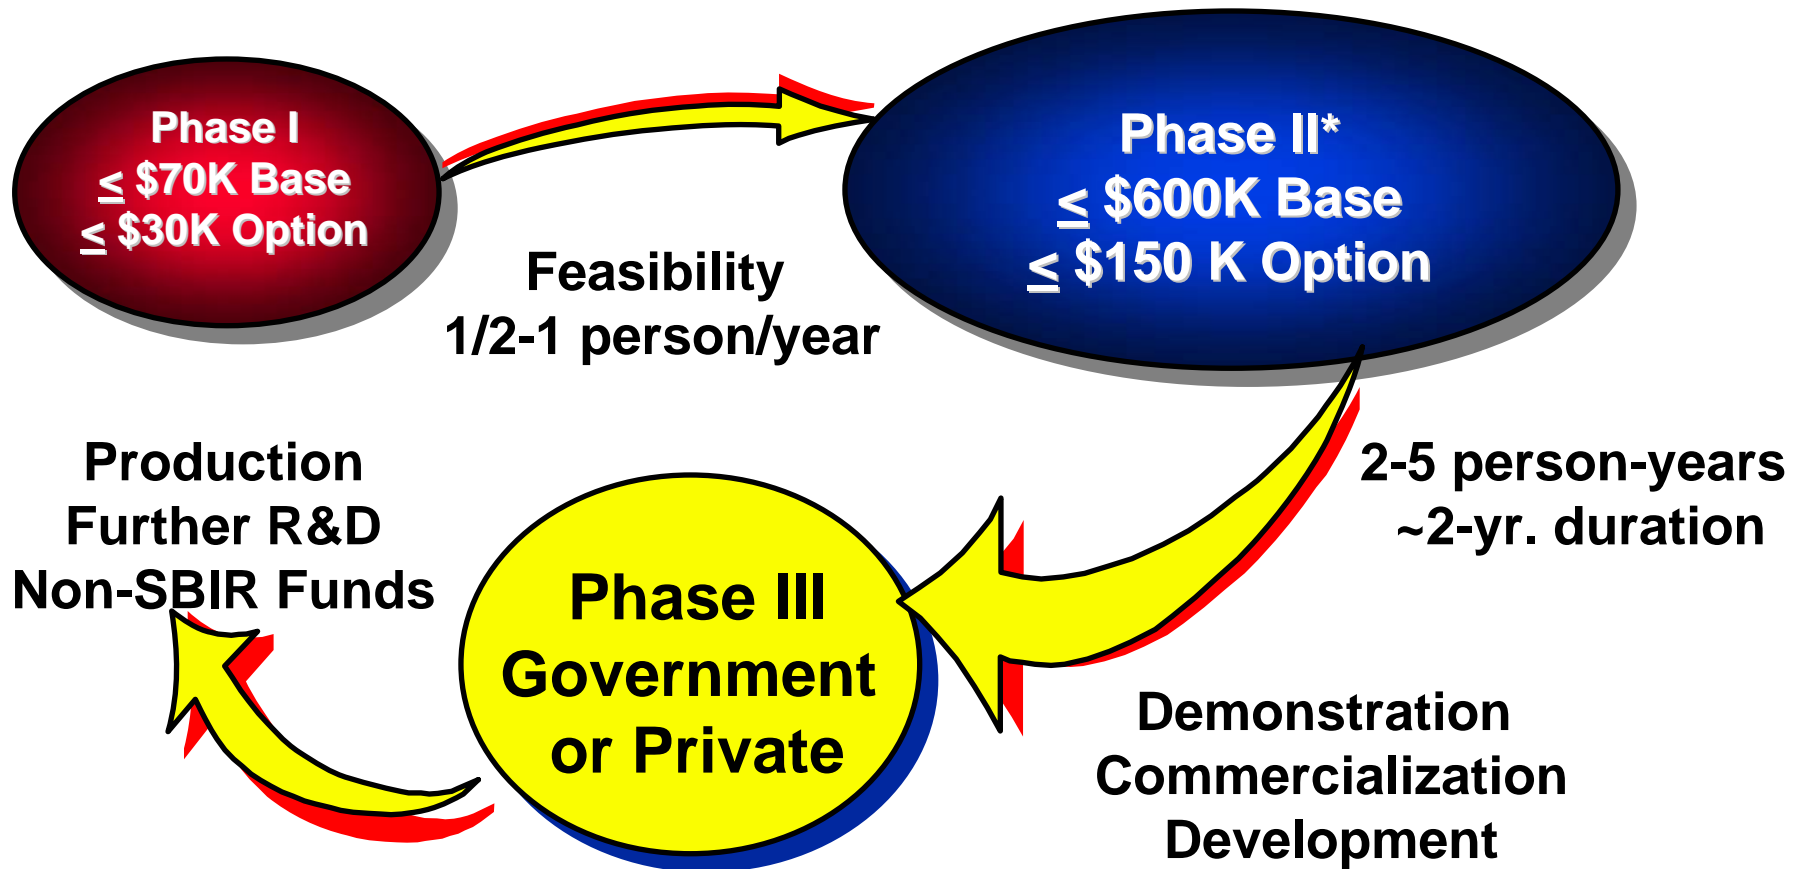 Phase I
≤ $70K Base
≤ $30K Option
Feasibility
1/2-1 person/year
Phase II*
≤ $600K Base
≤ $150 K Option
2-5 person-years
~2-yr. duration
Demonstration
Commercialization
Development
Phase III
Government
or Private
Production
Further R&D
Non-SBIR Funds